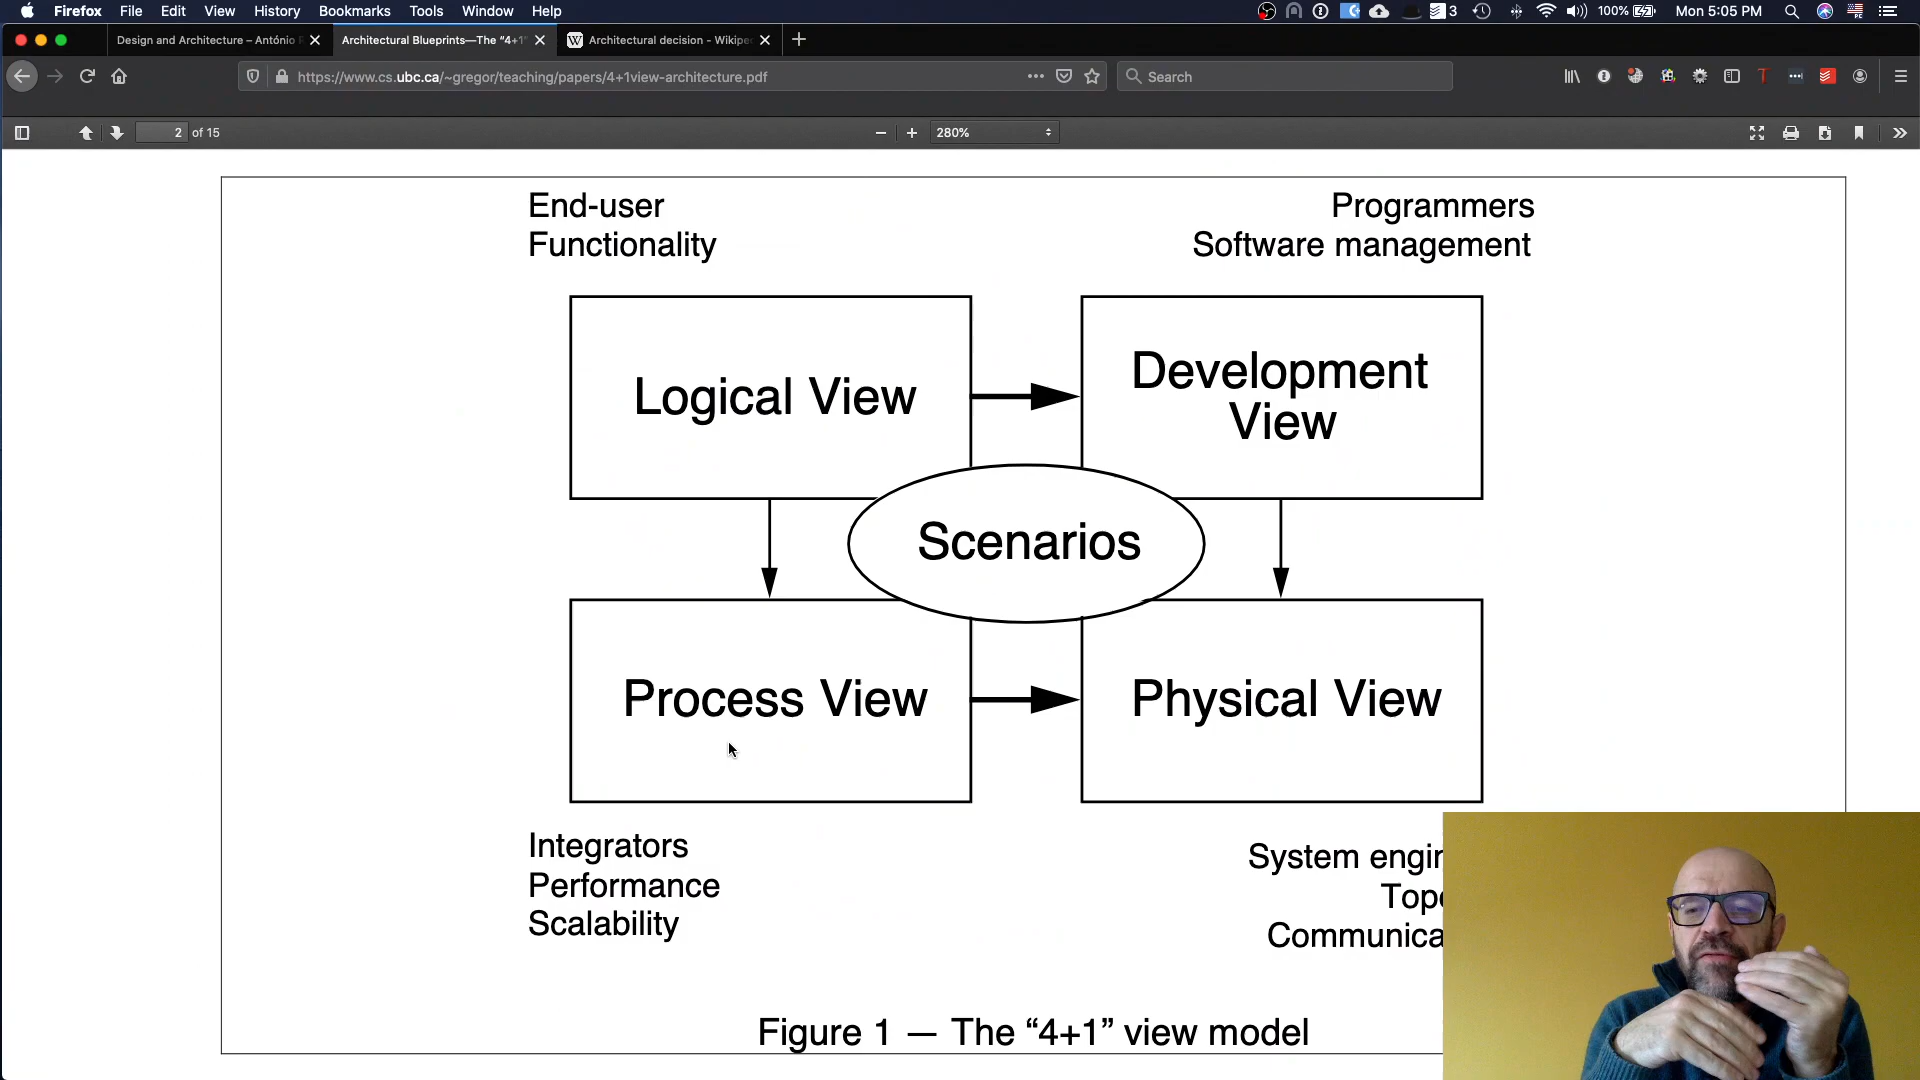 Firefox File Edit View History Bookmarks Tools Window Help 3 100% Mon 5:05 PM
Design and Architecture – António Architectural Blueprints—The “4+1” Architectural decision - Wikipe
https://www.cs.ubc.ca/~gregor/teaching/papers/4+1view-architecture.pdf Search
2 of 15 280%
End-user
Functionality
Programmers
Software management
Logical View
Development
View
Scenarios
Process View
Physical View
Integrators
Performance
Scalability
System engin
Topo
Communica
Figure 1 — The “4+1” view model